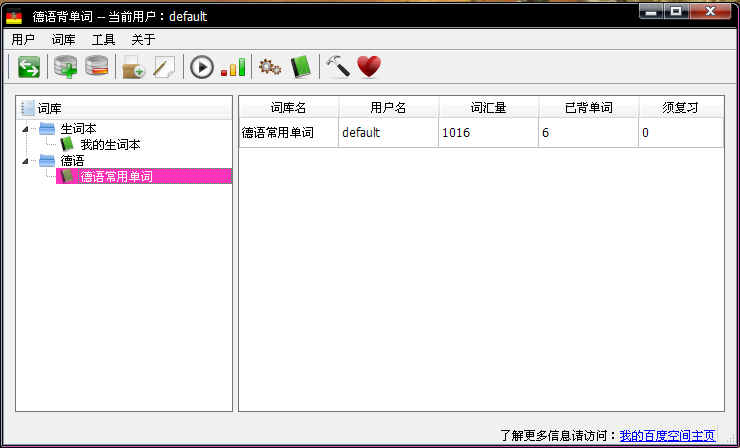 德语背单词 -- 当前用户：default
用户 词库 工具 关于
词库
生词本
我的生词本
德语
德语常用单词
词库名 用户名 词汇量 已背单词 须复习
德语常用单词 default 1016 6 0
了解更多信息请访问：我的百度空间主页